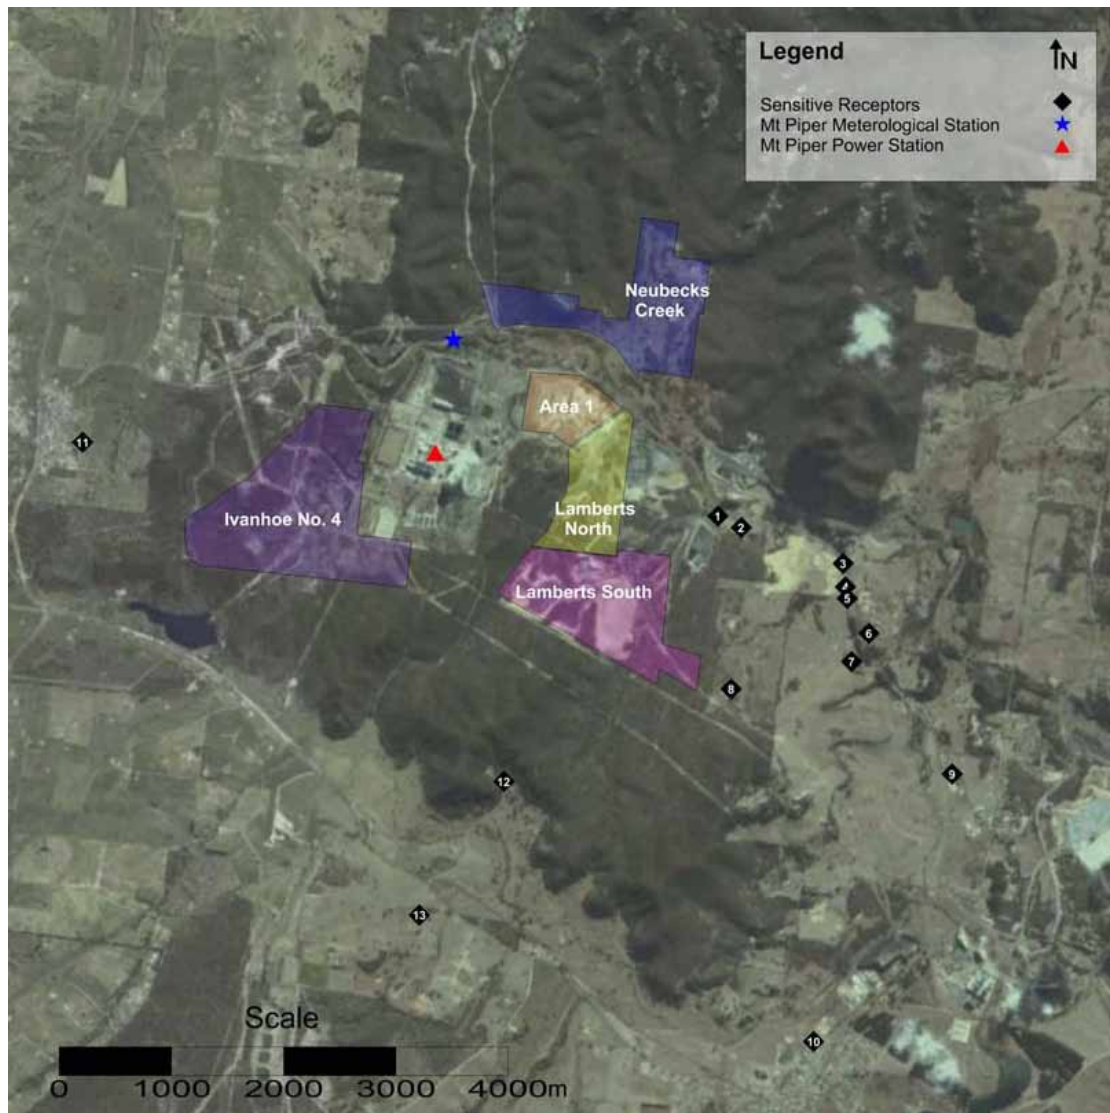 Legend
N
Sensitive Receptors
Mt Piper Meterological Station
Mt Piper Power Station
Neubecks
Creek
Area 1
11
Ivanhoe No. 4
Lamberts
North
1
2
3
4
5
Lamberts South
6
7
8
9
12
13
10
Scale
0 1000 2000 3000 4000m